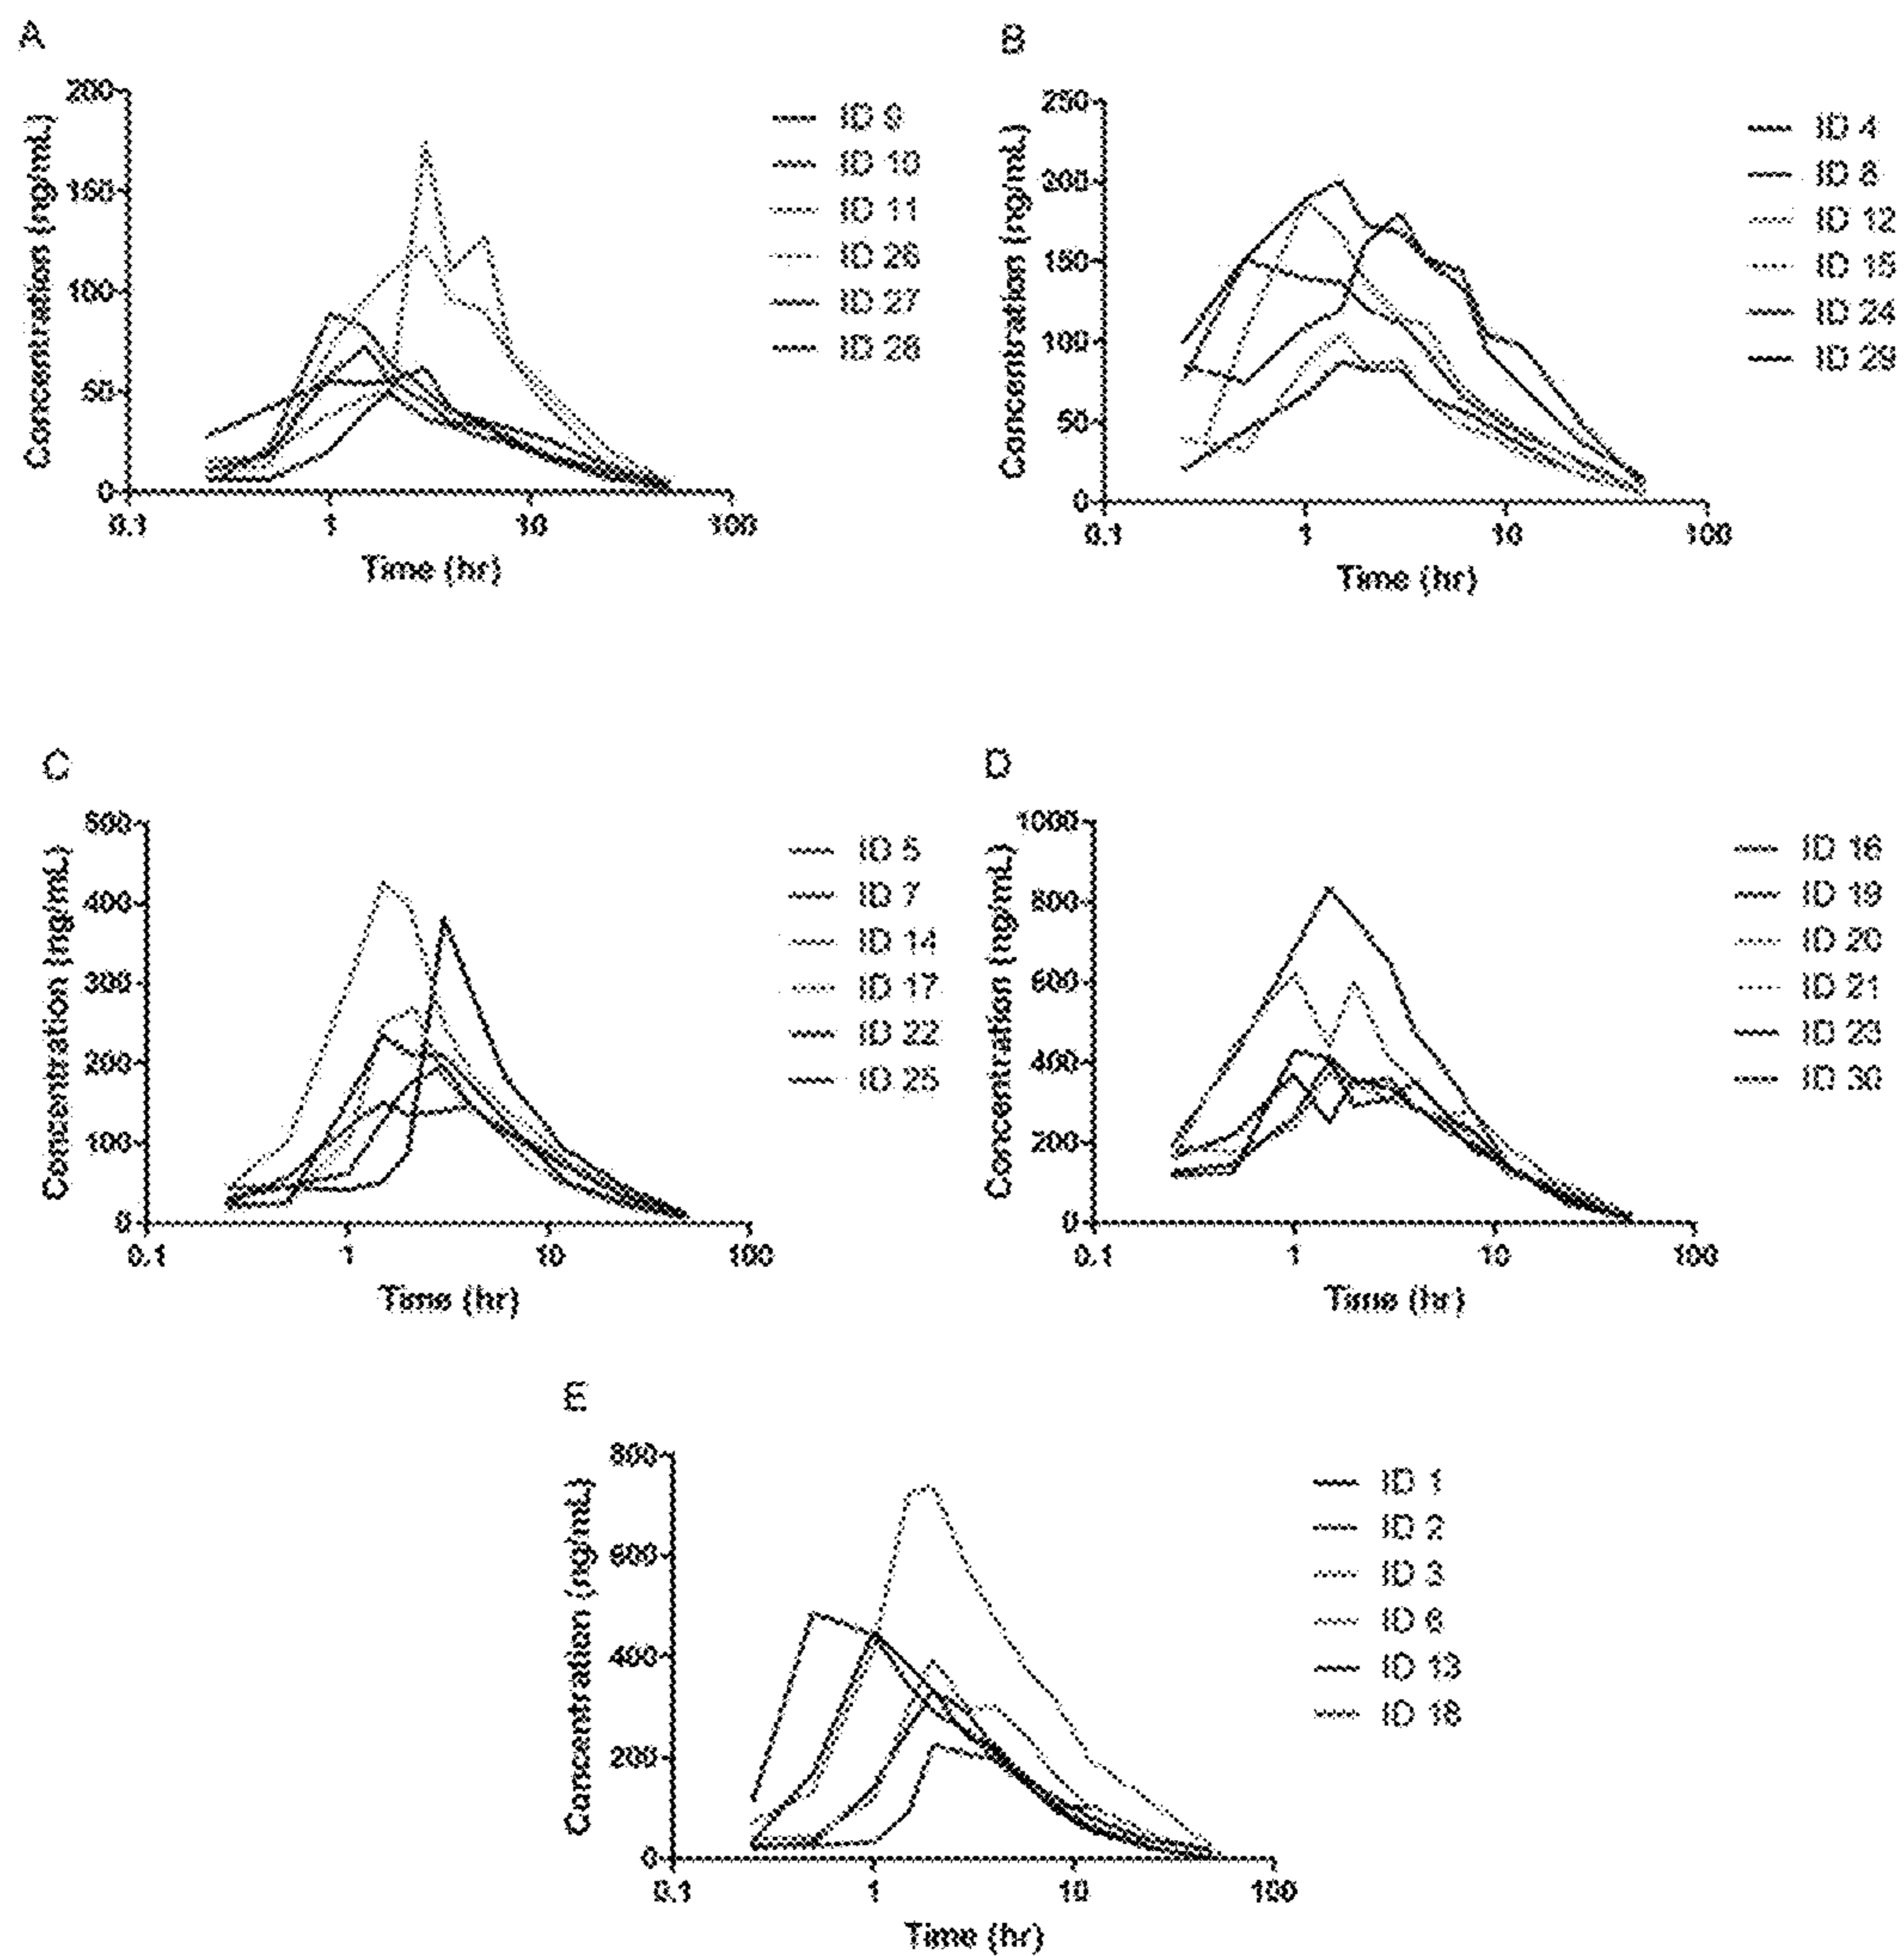 A
Concentration (ng/mL)
200
150
100
50
0
0.1
1
10
100
Time (hr)
ID 9
ID 10
ID 11
ID 26
ID 27
ID 28
B
Concentration (ng/mL)
250
200
150
100
50
0
0.1
1
10
100
Time (hr)
ID 4
ID 8
ID 12
ID 15
ID 24
ID 29
C
Concentration (ng/mL)
500
400
300
200
100
0
0.1
1
10
100
Time (hr)
ID 5
ID 7
ID 14
ID 17
ID 22
ID 25
D
Concentration (ng/mL)
1000
800
600
400
200
0
0.1
1
10
100
Time (hr)
ID 16
ID 19
ID 20
ID 21
ID 23
ID 30
E
Concentration (ng/mL)
800
600
400
200
0
0.1
1
10
100
Time (hr)
ID 1
ID 2
ID 3
ID 6
ID 13
ID 18